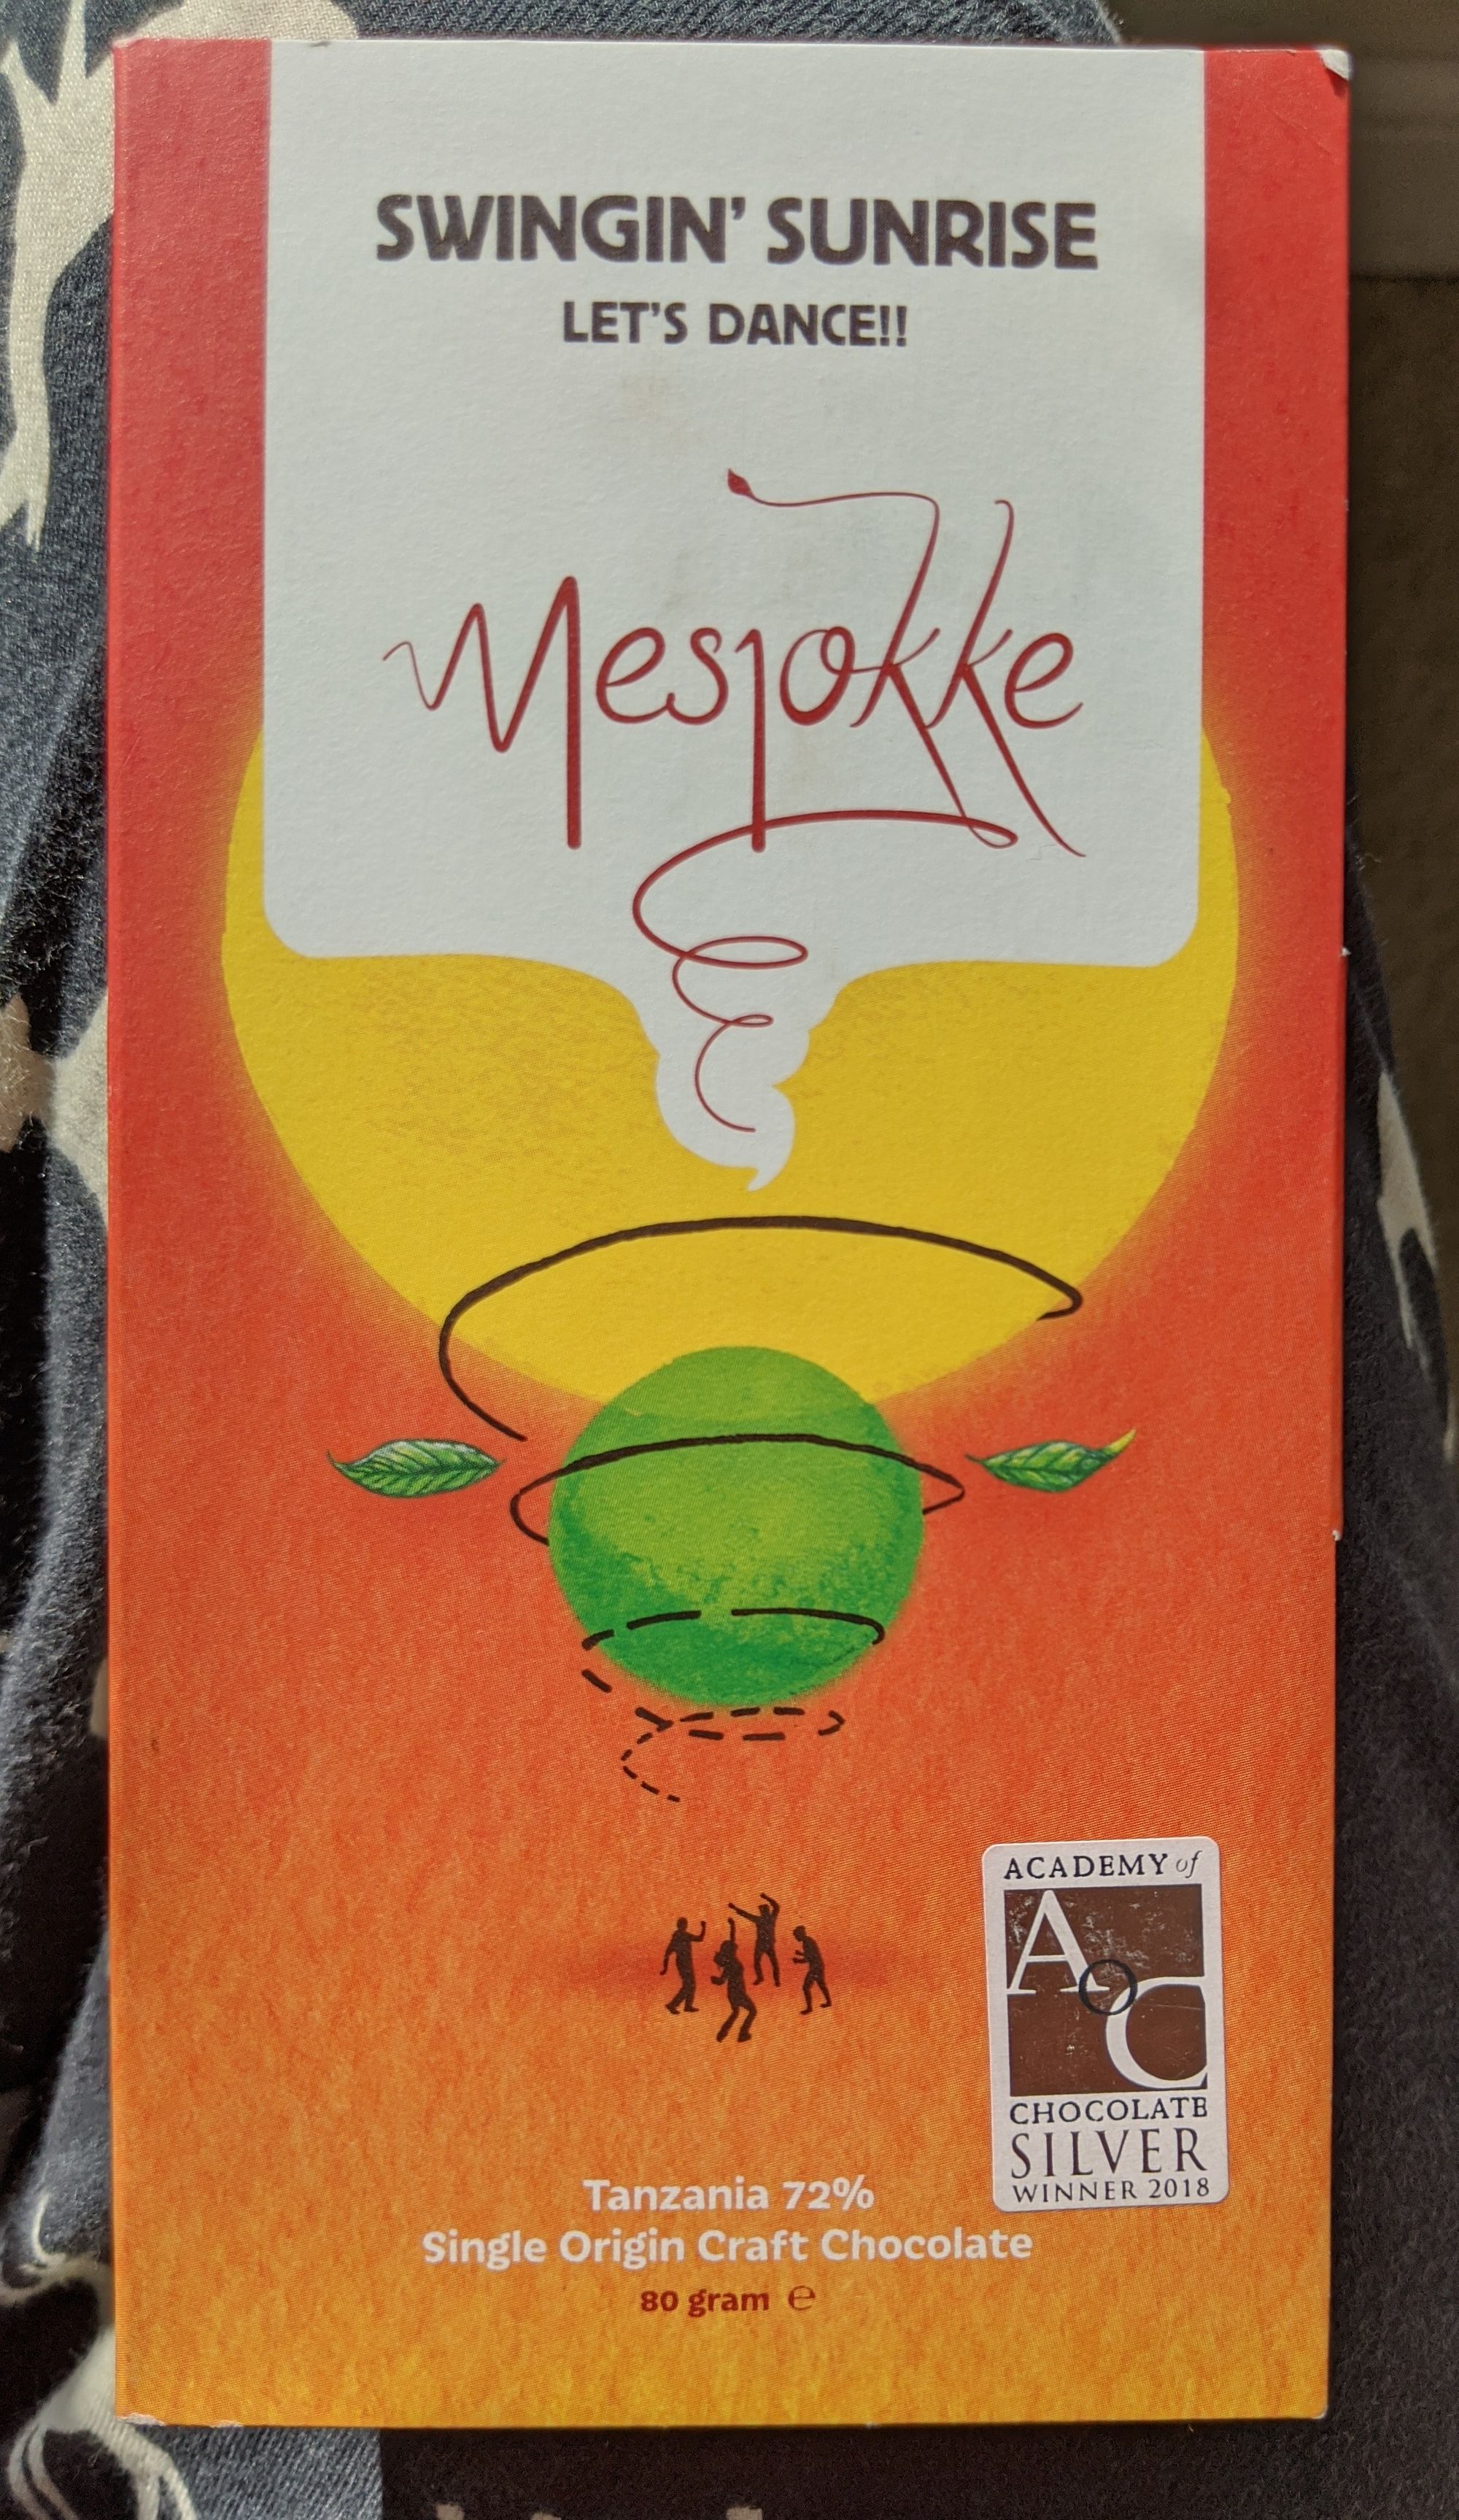 SWINGIN' SUNRISE
LET'S DANCE!!
Mesjokke
ACADEMY of
AoC
CHOCOLATE
SILVER
WINNER 2018
Tanzania 72%
Single Origin Craft Chocolate
80 gram ℮